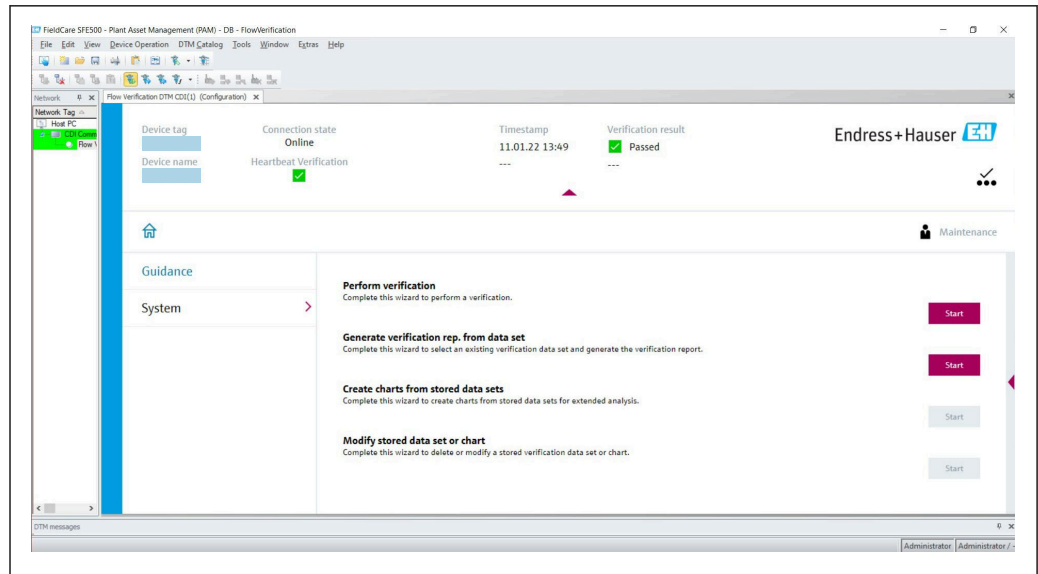 FieldCare SFE500 - Plant Asset Management (PAM) - DB - FlowVerification
File Edit View Device Operation DTM Catalog Tools Window Extras Help
Network
Flow Verification DTM CDI(1) (Configuration)
Network Tag
Host PC
CDI Comm
Flow V
Device tag
Connection state
Online
Timestamp
11.01.22 13:49
Verification result
Passed
Endress+Hauser
EH
Device name
Heartbeat Verification
---
---
Maintenance
Guidance
System
Perform verification
Complete this wizard to perform a verification.
Start
Generate verification rep. from data set
Complete this wizard to select an existing verification data set and generate the verification report.
Start
Create charts from stored data sets
Complete this wizard to create charts from stored data sets for extended analysis.
Start
Modify stored data set or chart
Complete this wizard to delete or modify a stored verification data set or chart.
Start
DTM messages
Administrator
Administrator / -